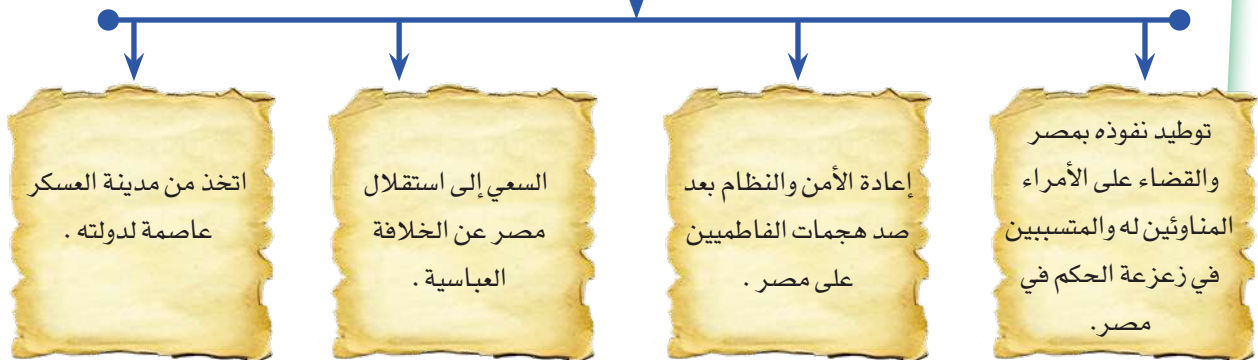 توطيد نفوذه بمصر
والقضاء على الأمراء
المناوئين له والمتسببين
في زعزعة الحكم في
مصر.
إعادة الأمن والنظام بعد
صد هجمات الفاطميين
على مصر .
السعي إلى استقلال
مصر عن الخلافة
العباسية .
اتخذ من مدينة العسكر
عاصمة لدولته .